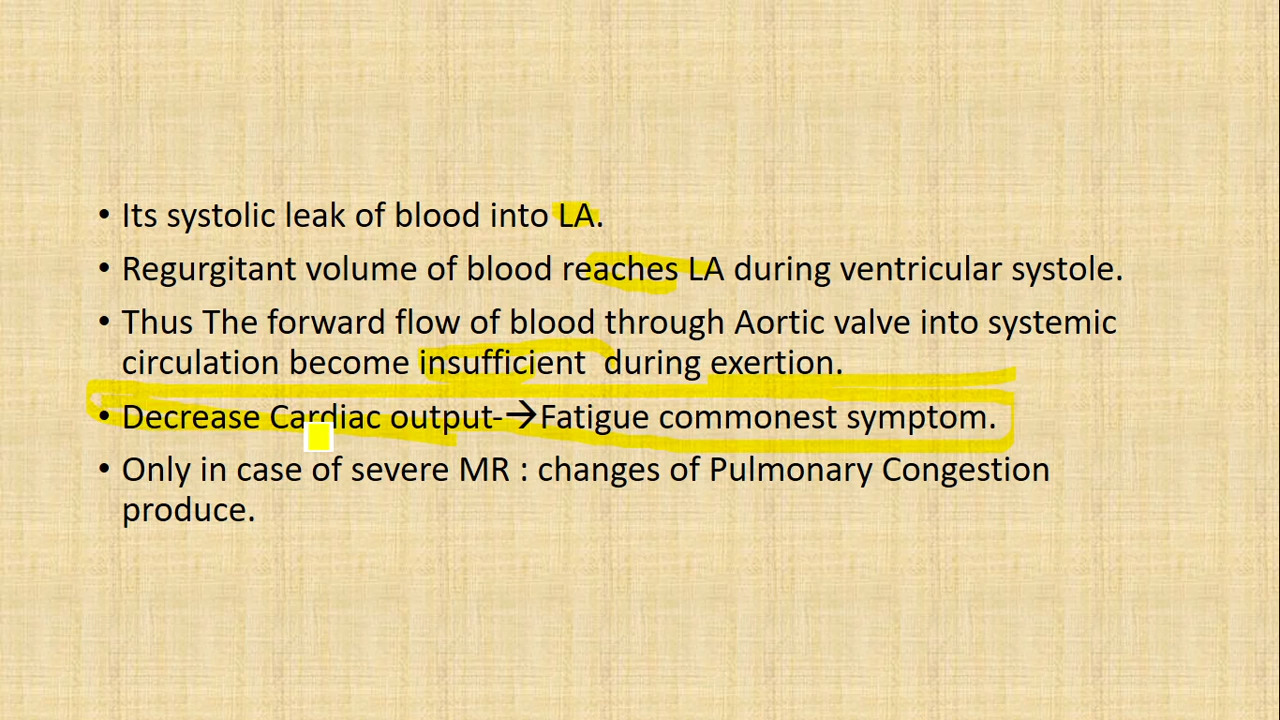 • Its systolic leak of blood into LA.
• Regurgitant volume of blood reaches LA during ventricular systole.
• Thus The forward flow of blood through Aortic valve into systemic
circulation become insufficient  during exertion.
• Decrease Cardiac output-→Fatigue commonest symptom.
• Only in case of severe MR : changes of Pulmonary Congestion
produce.